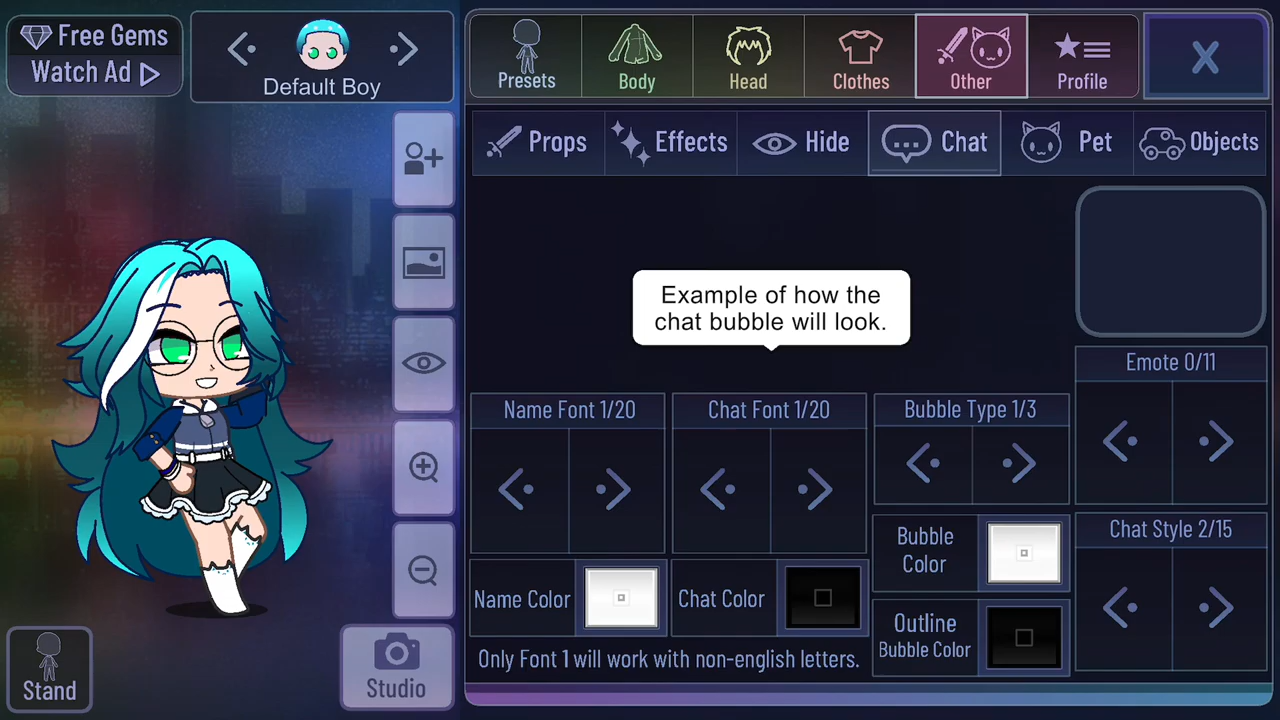 Free Gems
Watch Ad
Default Boy
Presets
Body
Head
Clothes
Other
Profile
X
Props
Effects
Hide
Chat
Pet
Objects
Example of how the
chat bubble will look.
Name Font 1/20
Chat Font 1/20
Bubble Type 1/3
Emote 0/11
Bubble
Color
Chat Style 2/15
Name Color
Chat Color
Outline
Bubble Color
Only Font 1 will work with non-english letters.
Stand
Studio